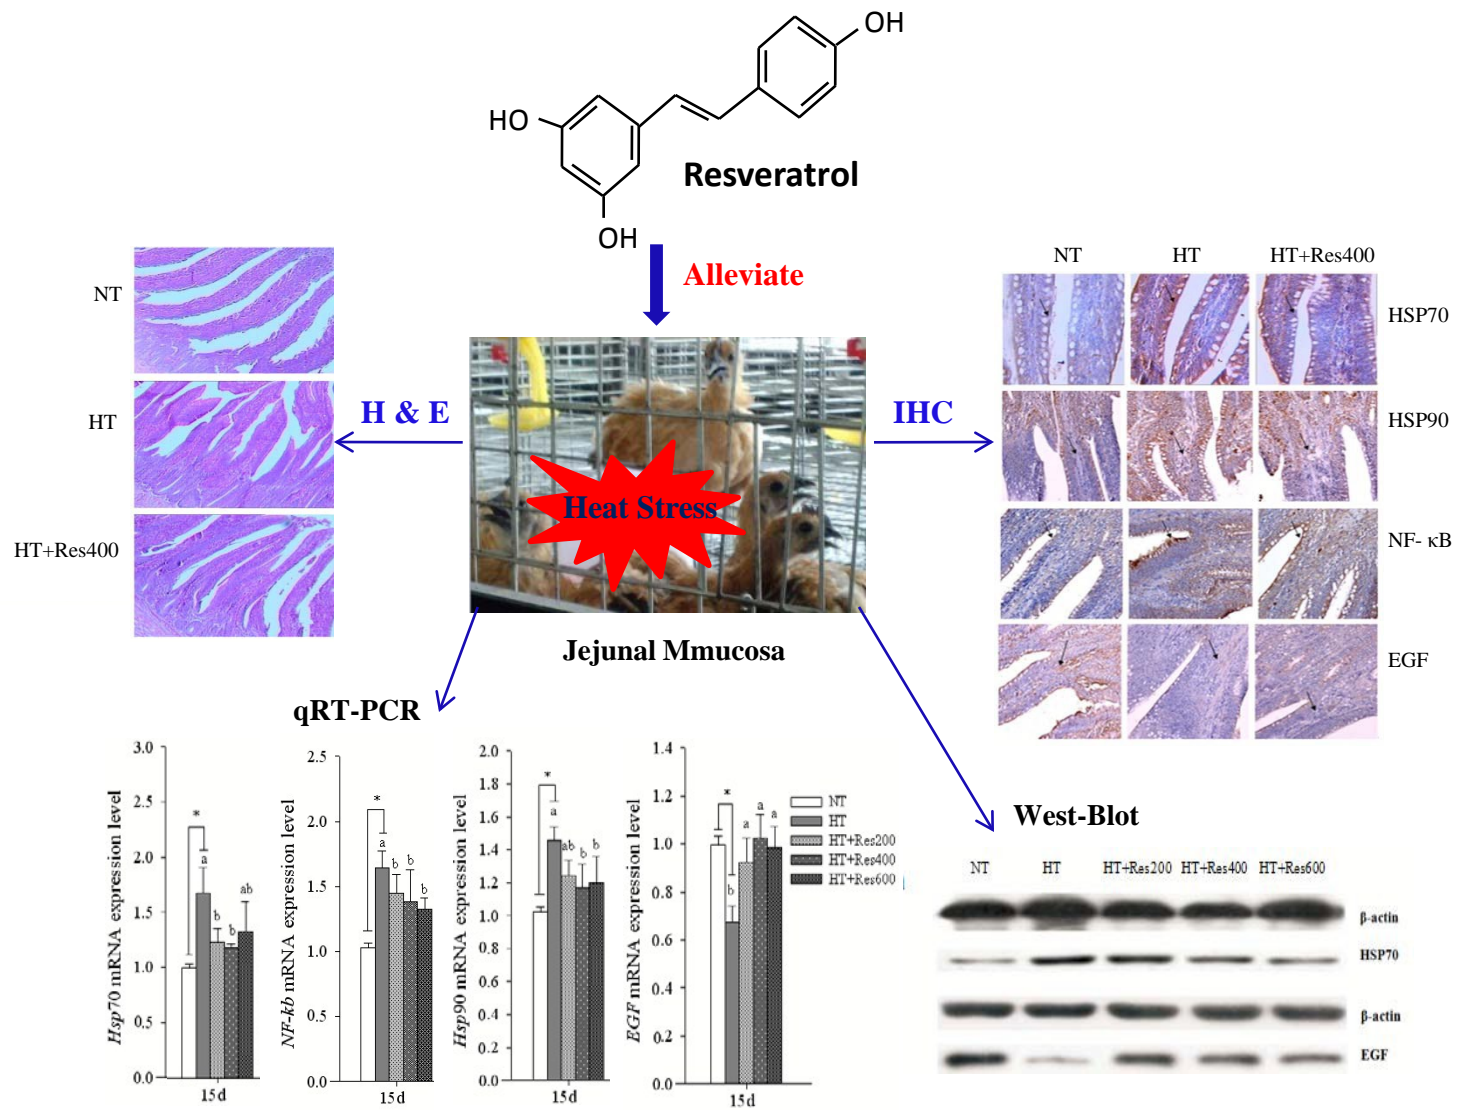 OH
HO
Resveratrol
OH
Alleviate
NT
HT
HT+Res400
H & E
Heat Stress
IHC
NT HT HT+Res400
HSP70
HSP90
NF- κB
EGF
Jejunal Mmucosa
qRT-PCR
West-Blot
Hsp70 mRNA expression level
3.0
2.5
2.0
1.5
1.0
0.5
0.0
*
a
b
b
ab
15d
NF-kb mRNA expression level
2.5
2.0
1.5
1.0
0.5
0.0
*
a
b
b
b
15d
Hsp90 mRNA expression level
2.0
1.8
1.6
1.4
1.2
1.0
0.8
0.6
0.4
0.2
0.0
*
a
ab
b
b
15d
EGF mRNA expression level
1.4
1.2
1.0
0.8
0.6
0.4
0.2
0.0
*
b
a
a
a
15d
NT
HT
HT+Res200
HT+Res400
HT+Res600
NT HT HT+Res200 HT+Res400 HT+Res600
β-actin
HSP70
β-actin
EGF